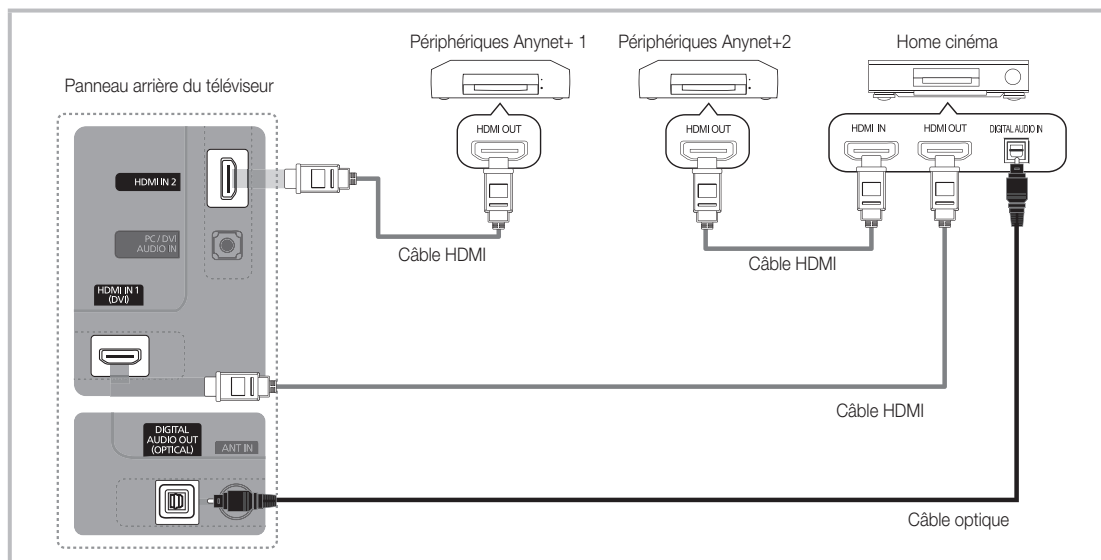 Périphériques Anynet+ 1
Périphériques Anynet+2
Home cinéma
Panneau arrière du téléviseur
HDMI OUT
HDMI OUT
HDMI IN
HDMI OUT
DIGITAL AUDIO IN
HDMI IN 2
PC / DVI
AUDIO IN
HDMI IN 1
(DVI)
Câble HDMI
Câble HDMI
Câble HDMI
DIGITAL
AUDIO OUT
(OPTICAL)
ANT IN
Câble optique